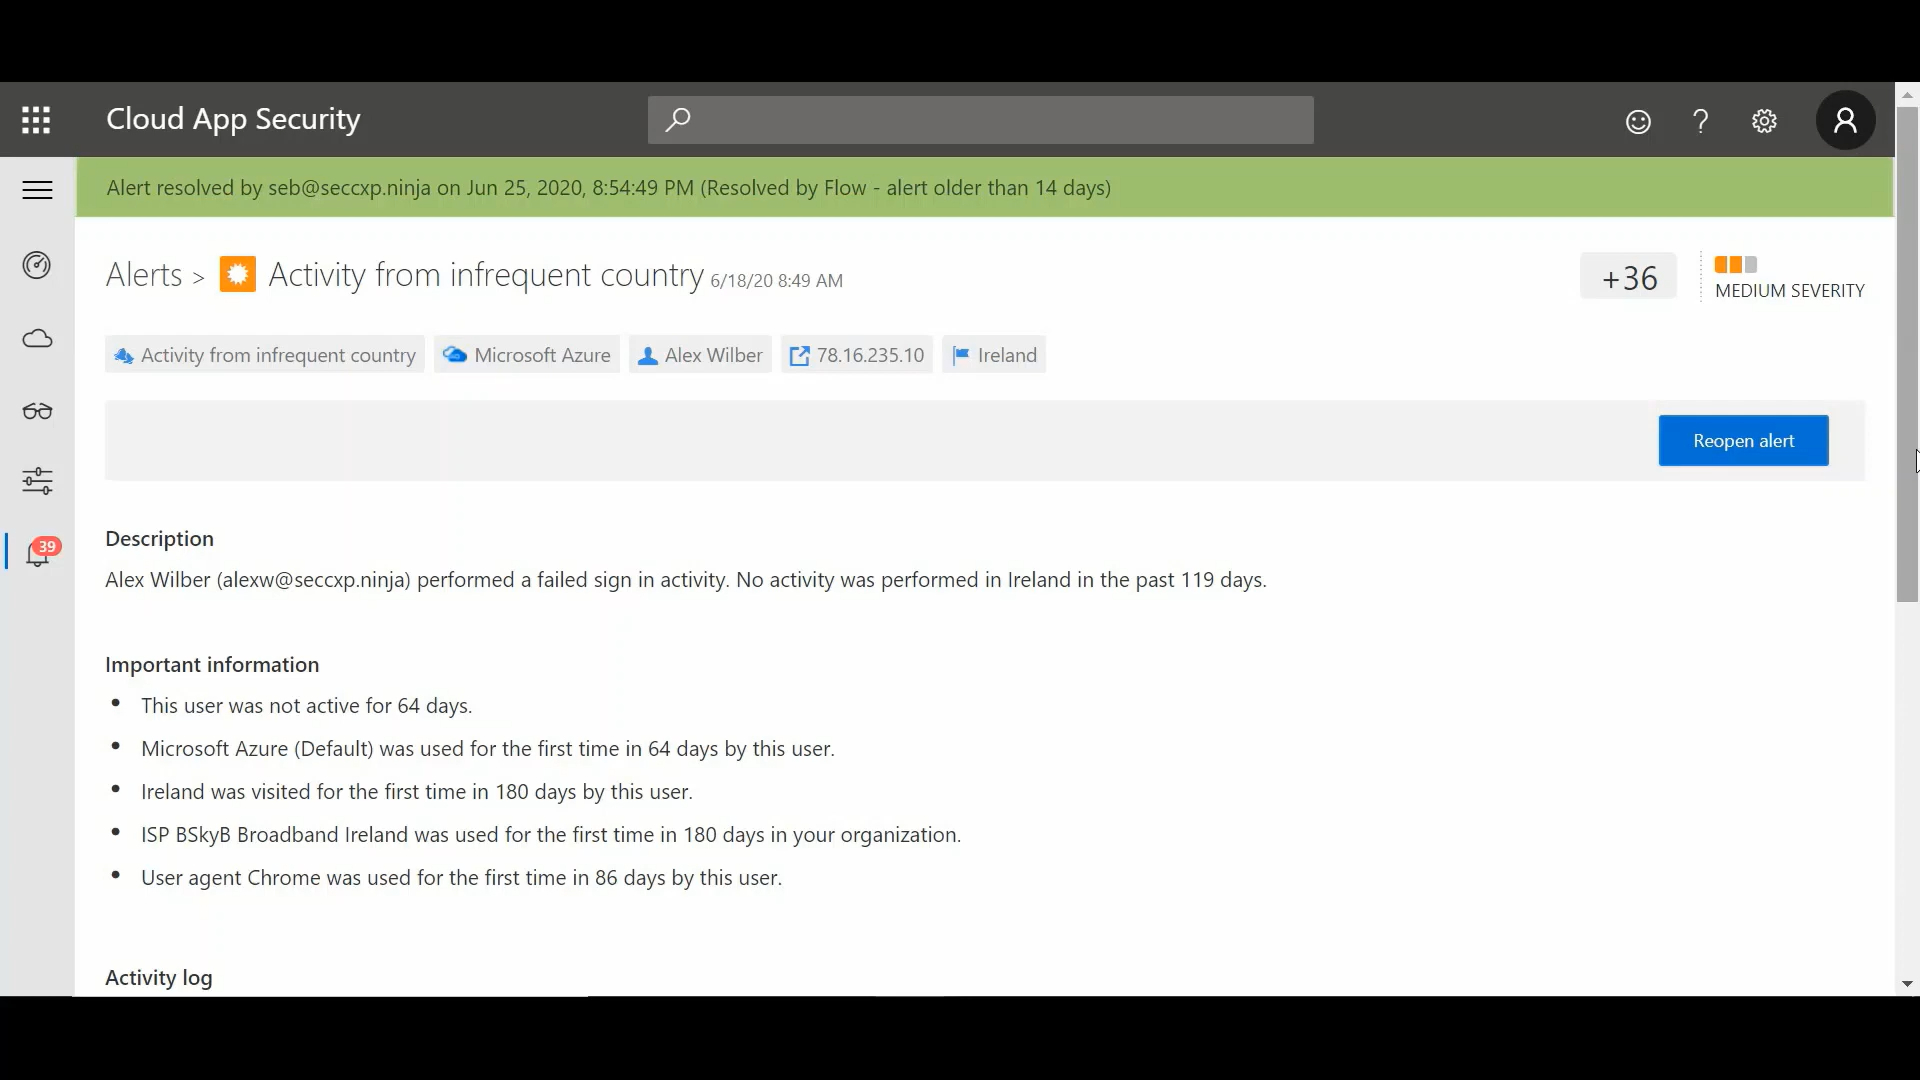 Cloud App Security
Alert resolved by seb@seccxp.ninja on Jun 25, 2020, 8:54:49 PM (Resolved by Flow - alert older than 14 days)
Alerts > Activity from infrequent country 6/18/20 8:49 AM
+36
MEDIUM SEVERITY
Activity from infrequent country Microsoft Azure Alex Wilber 78.16.235.10 Ireland
Reopen alert
39
Description
Alex Wilber (alexw@seccxp.ninja) performed a failed sign in activity. No activity was performed in Ireland in the past 119 days.
Important information
• This user was not active for 64 days.
• Microsoft Azure (Default) was used for the first time in 64 days by this user.
• Ireland was visited for the first time in 180 days by this user.
• ISP BSkyB Broadband Ireland was used for the first time in 180 days in your organization.
• User agent Chrome was used for the first time in 86 days by this user.
Activity log